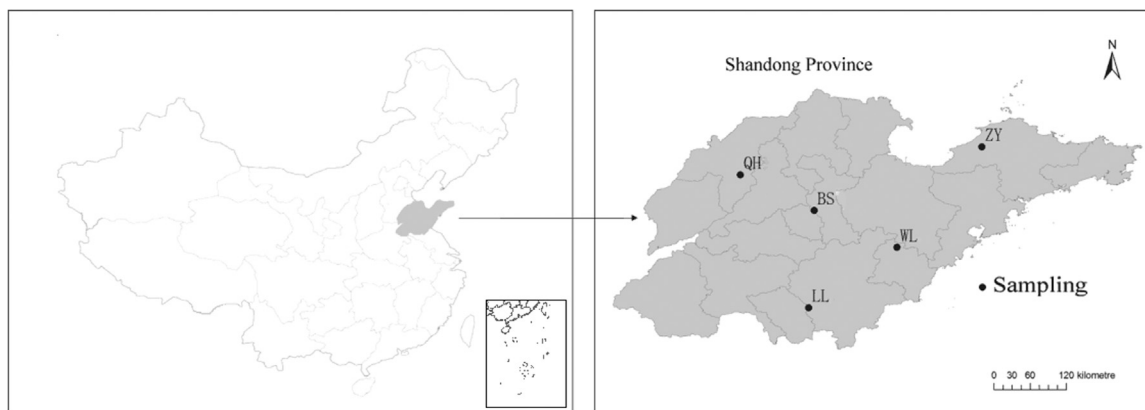 Shandong Province
N
ZY
QH
BS
WL
LL
Sampling
0 30 60 120 kilometre